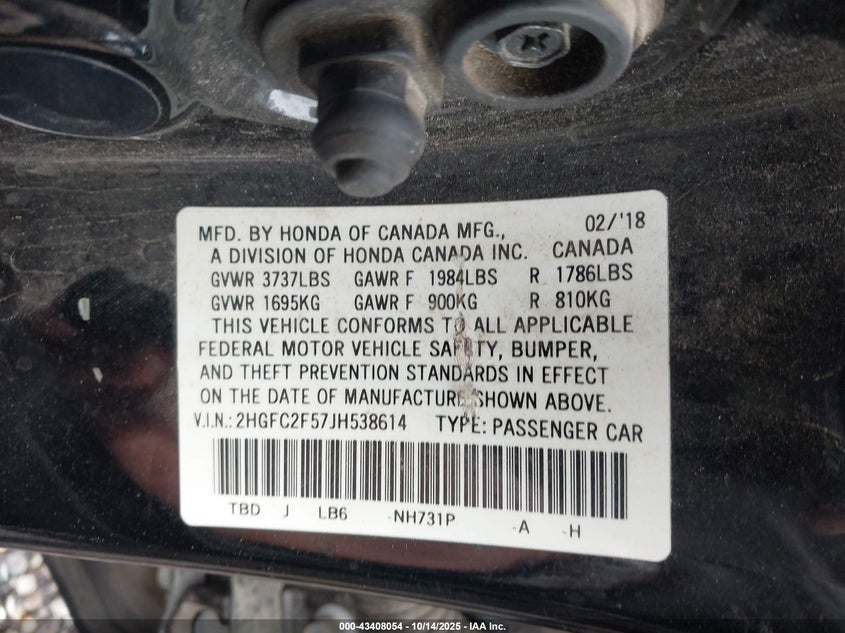 MFD. BY HONDA OF CANADA MFG., 02/'18
A DIVISION OF HONDA CANADA INC. CANADA
GVWR 3737LBS GAWR F 1984LBS R 1786LBS
GVWR 1695KG GAWR F 900KG R 810KG
THIS VEHICLE CONFORMS TO ALL APPLICABLE
FEDERAL MOTOR VEHICLE SAFETY, BUMPER,
AND THEFT PREVENTION STANDARDS IN EFFECT
ON THE DATE OF MANUFACTURE SHOWN ABOVE.
V.I.N.: 2HGFC2F57JH538614 TYPE: PASSENGER CAR
TBD J LB6 -NH731P -A -H
000-43408054 - 10/14/2025 - IAA Inc.